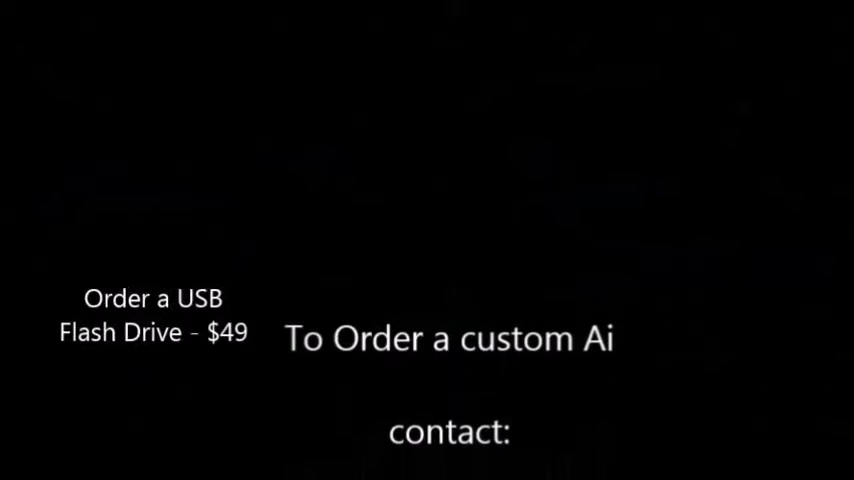 Order a USB
Flash Drive - $49
To Order a custom Ai
contact: